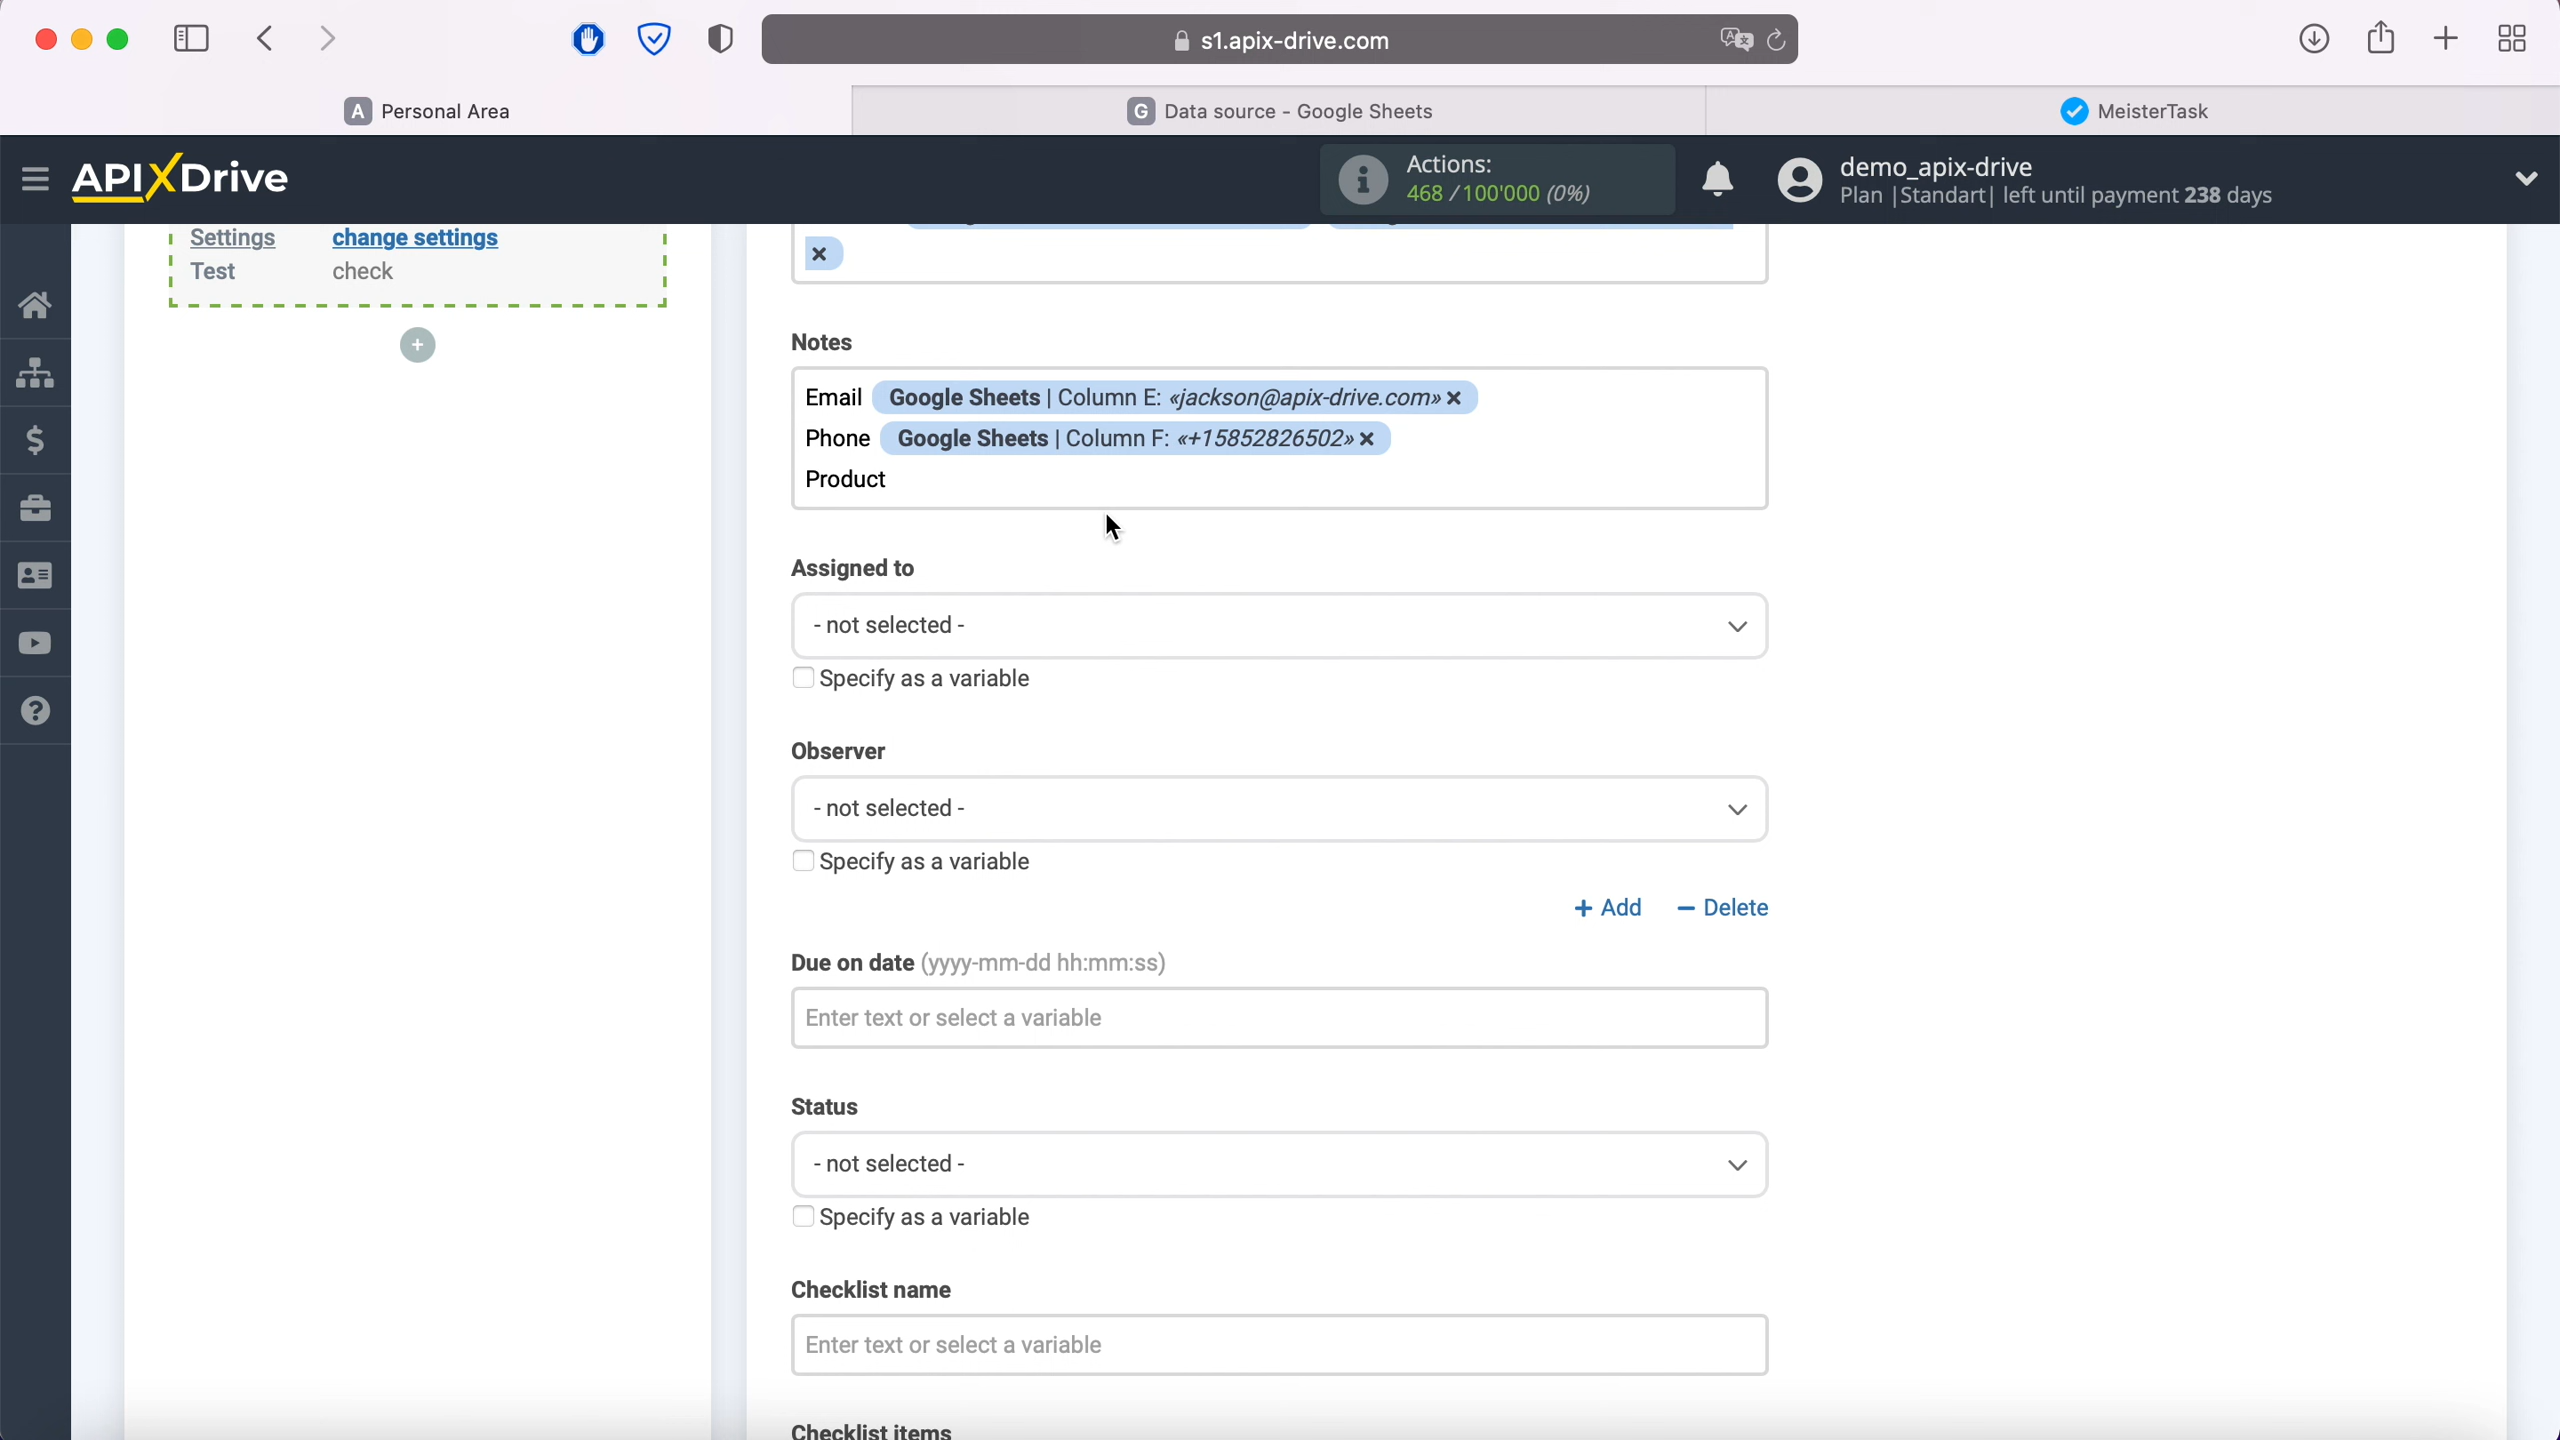 s1.apix-drive.com
A Personal Area
G Data source - Google Sheets
MeisterTask
APIXDrive
Actions:
468 / 100'000 (0%)
demo_apix-drive
Plan |Standart| left until payment 238 days
Settings change settings
Test check
Notes
Email Google Sheets | Column E: «jackson@apix-drive.com»
Phone Google Sheets | Column F: «+15852826502»
Product
Assigned to
- not selected -
Specify as a variable
Observer
- not selected -
Specify as a variable
+ Add − Delete
Due on date (yyyy-mm-dd hh:mm:ss)
Enter text or select a variable
Status
- not selected -
Specify as a variable
Checklist name
Enter text or select a variable
Checklist items